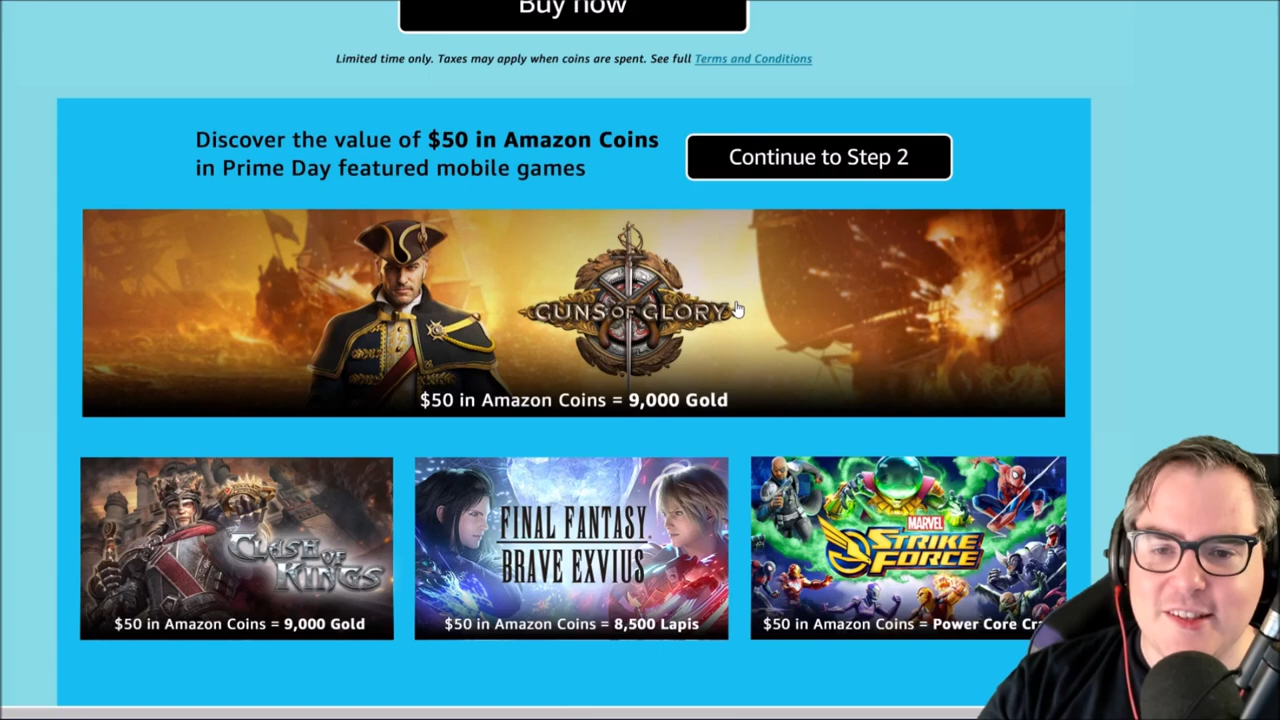 Buy now
Limited time only. Taxes may apply when coins are spent. See full Terms and Conditions
Discover the value of $50 in Amazon Coins
in Prime Day featured mobile games
Continue to Step 2
GUNS OF GLORY
$50 in Amazon Coins = 9,000 Gold
CLASH OF
KINGS
$50 in Amazon Coins = 9,000 Gold
FINAL FANTASY
BRAVE EXVIUS
$50 in Amazon Coins = 8,500 Lapis
MARVEL
STRIKE
FORCE
$50 in Amazon Coins = Power Core